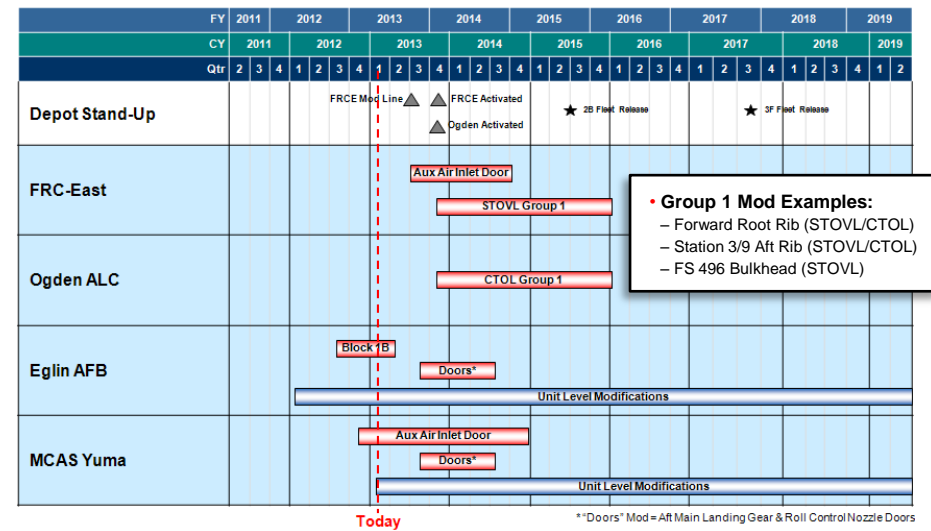 FY 2011 2012 2013 2014 2015 2016 2017 2018 2019
CY 2011 2012 2013 2014 2015 2016 2017 2018 2019
Qtr 2 3 4 1 2 3 4 1 2 3 4 1 2 3 4 1 2 3 4 1 2 3 4 1 2 3 4 1 2 3 4 1 2
Depot Stand-Up
FRCE Mod Line FRCE Activated 2B Fleet Release 3F Fleet Release
Ogden Activated
FRC-East
Aux Air Inlet Door
STOVL Group 1
• Group 1 Mod Examples:
– Forward Root Rib (STOVL/CTOL)
– Station 3/9 Aft Rib (STOVL/CTOL)
– FS 496 Bulkhead (STOVL)
Ogden ALC
CTOL Group 1
Eglin AFB
Block 1B
Doors*
Unit Level Modifications
MCAS Yuma
Aux Air Inlet Door
Doors*
Unit Level Modifications
Today
* "Doors" Mod = Aft Main Landing Gear & Roll Control Nozzle Doors